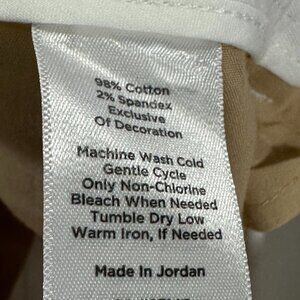 98% Cotton
2% Spandex
Exclusive
Of Decoration
Machine Wash Cold
Gentle Cycle
Only Non-Chlorine
Bleach When Needed
Tumble Dry Low
Warm Iron, If Needed
Made In Jordan